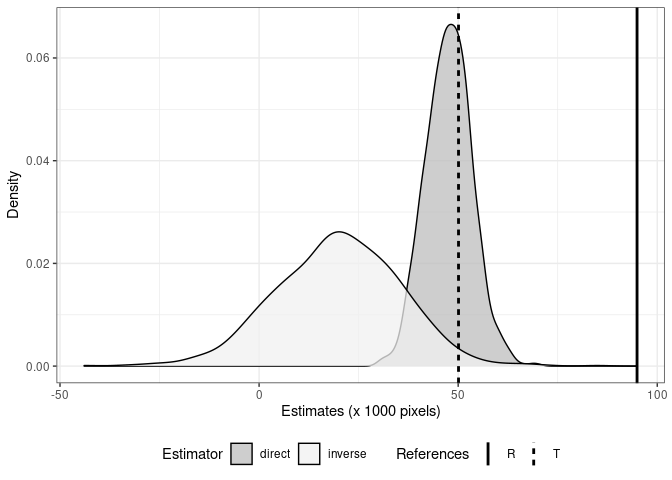 0.06
0.04
0.02
0.00
Density
-50 0 50 100
Estimates (x 1000 pixels)
Estimator direct inverse References R T